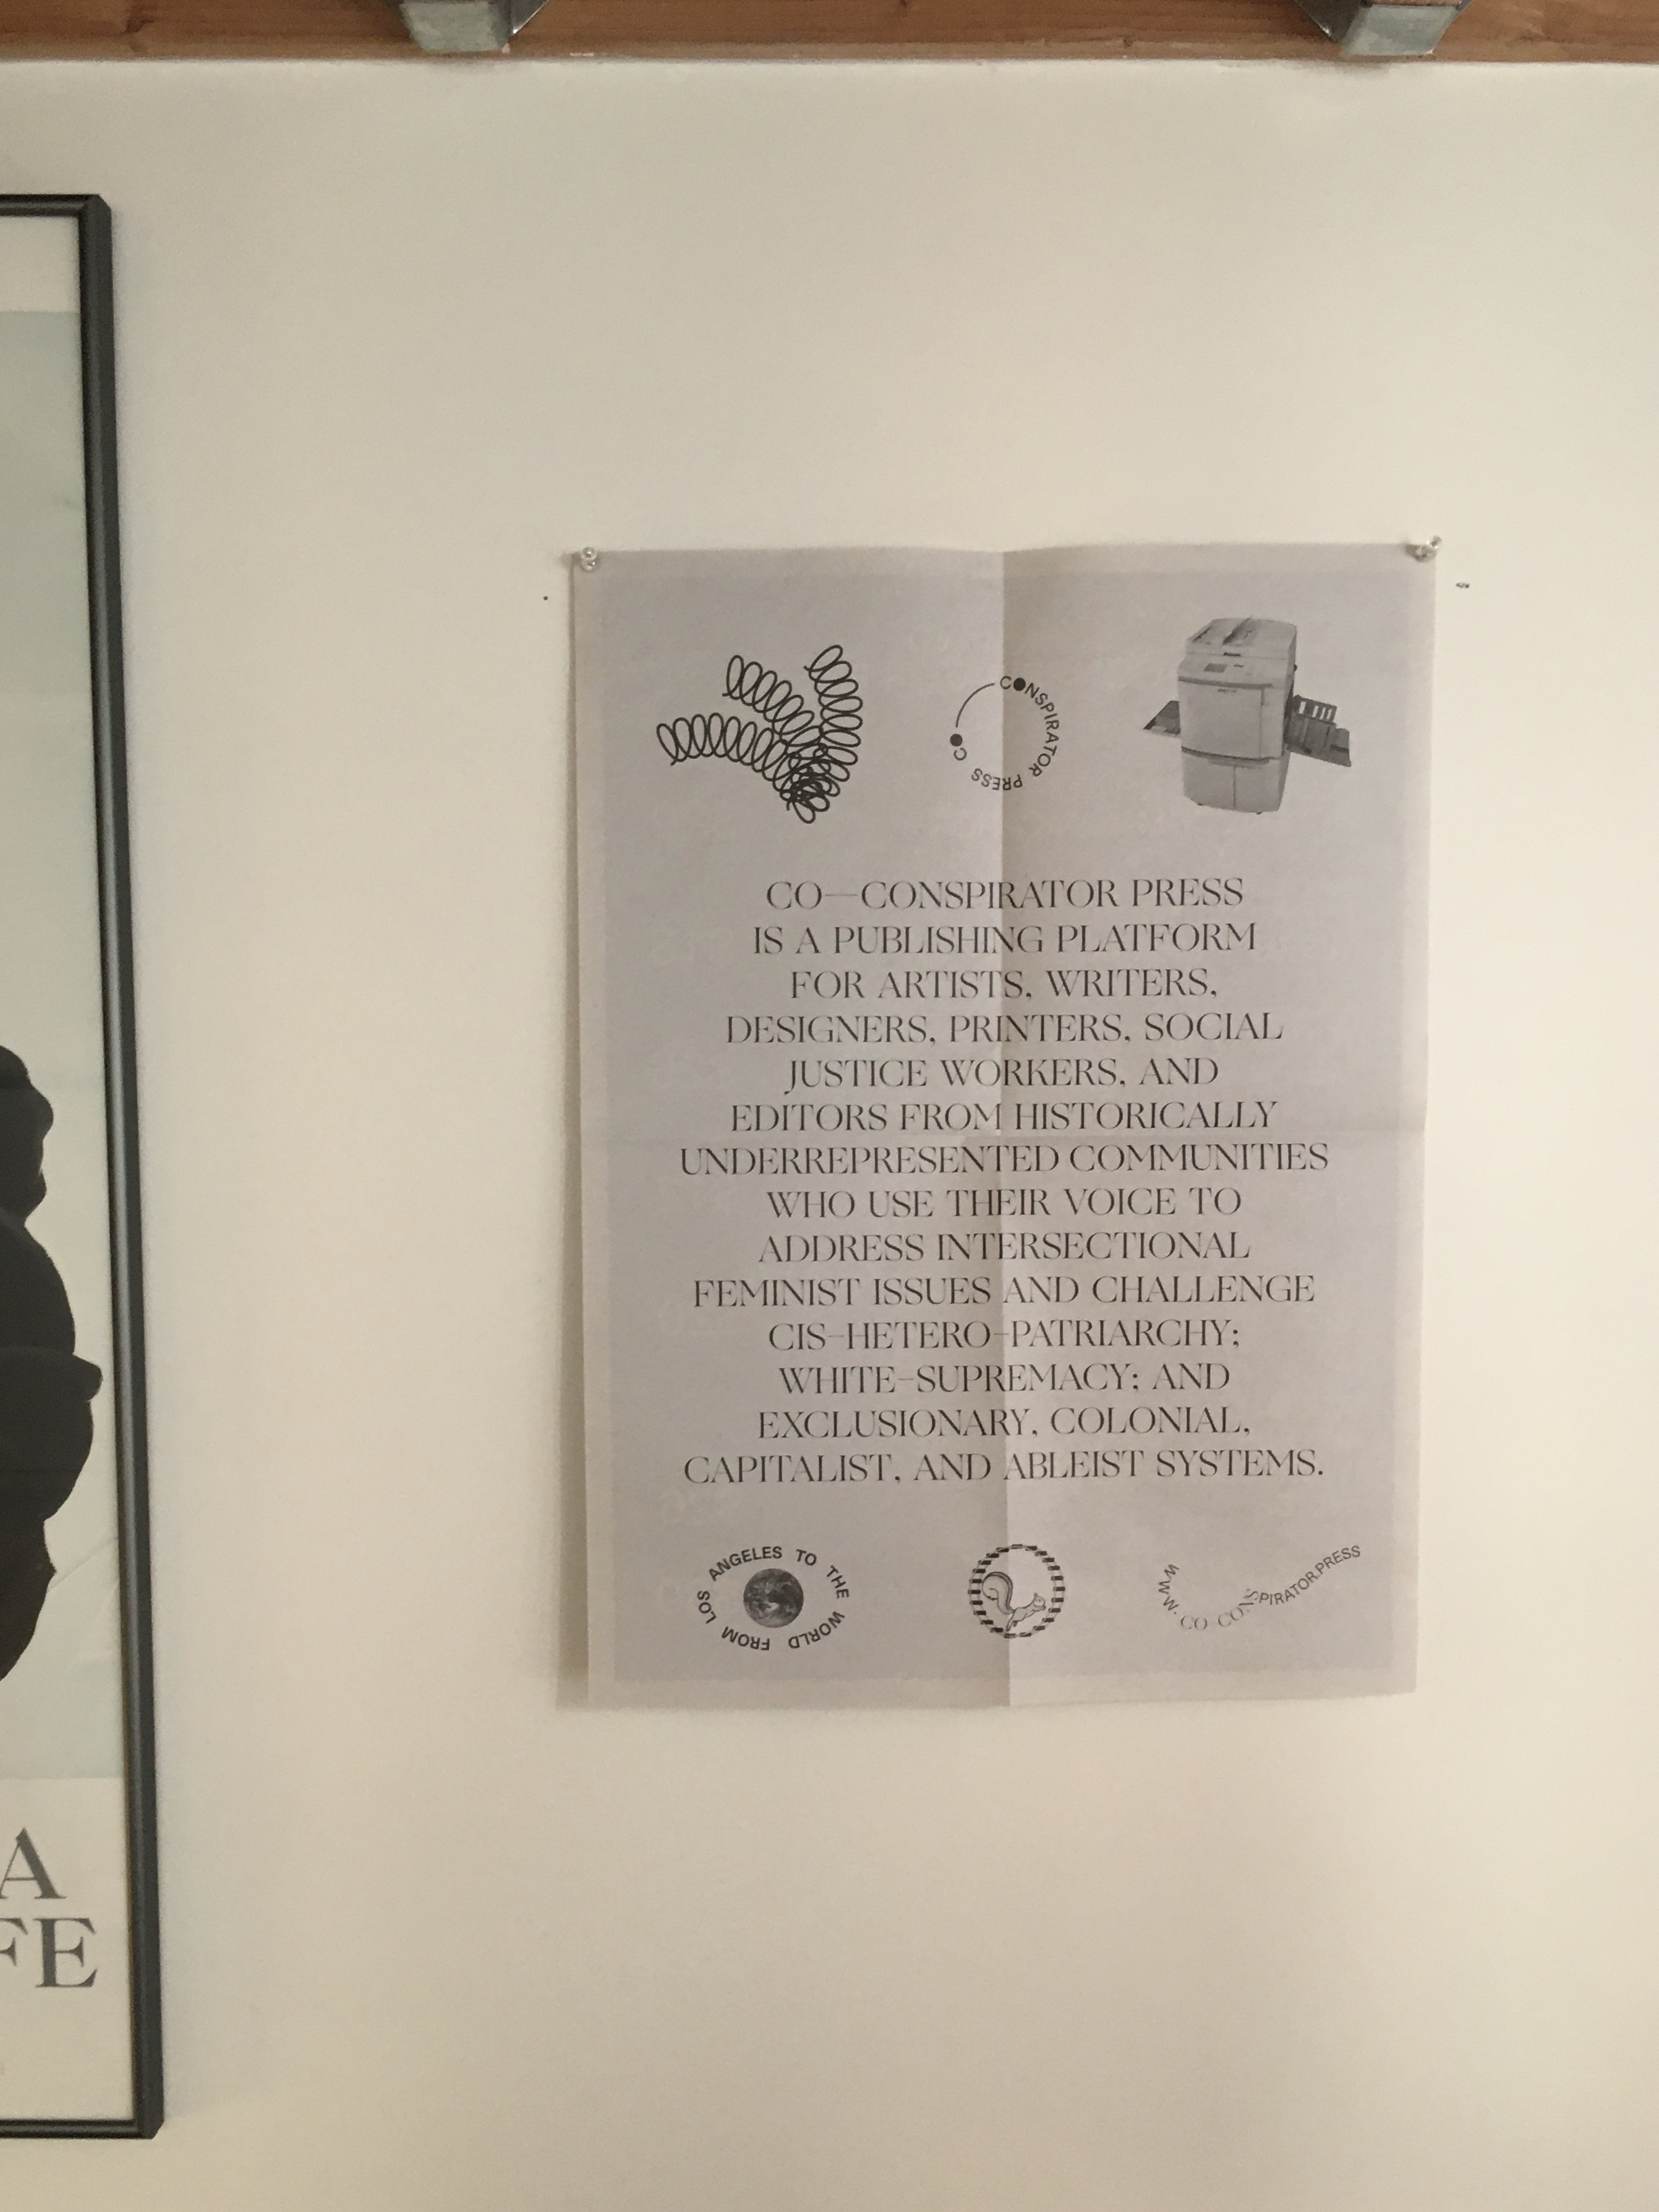 CONSPIRATOR PRESS CO
CO—CONSPIRATOR PRESS
IS A PUBLISHING PLATFORM
FOR ARTISTS, WRITERS,
DESIGNERS, PRINTERS, SOCIAL
JUSTICE WORKERS, AND
EDITORS FROM HISTORICALLY
UNDERREPRESENTED COMMUNITIES
WHO USE THEIR VOICE TO
ADDRESS INTERSECTIONAL
FEMINIST ISSUES AND CHALLENGE
CIS-HETERO-PATRIARCHY;
WHITE-SUPREMACY; AND
EXCLUSIONARY, COLONIAL,
CAPITALIST, AND ABLEIST SYSTEMS.
FROM LOS ANGELES TO THE WORLD
WWW.CO-CONSPIRATOR.PRESS
A
FE